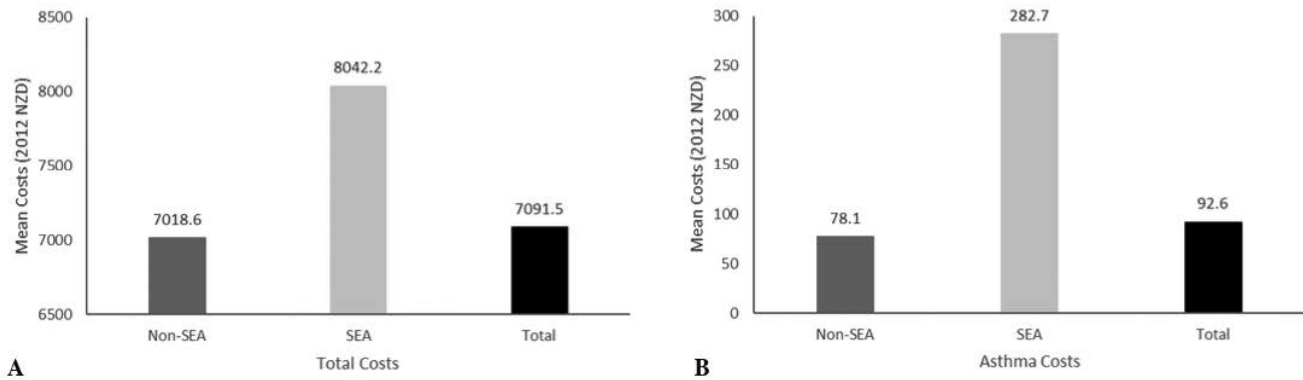 8500
8000
7500
7000
6500
Mean Costs (2012 NZD)
7018.6
8042.2
7091.5
Non-SEA
SEA
Total
Total Costs
A
300
250
200
150
100
50
0
Mean Costs (2012 NZD)
78.1
282.7
92.6
Non-SEA
SEA
Total
Asthma Costs
B